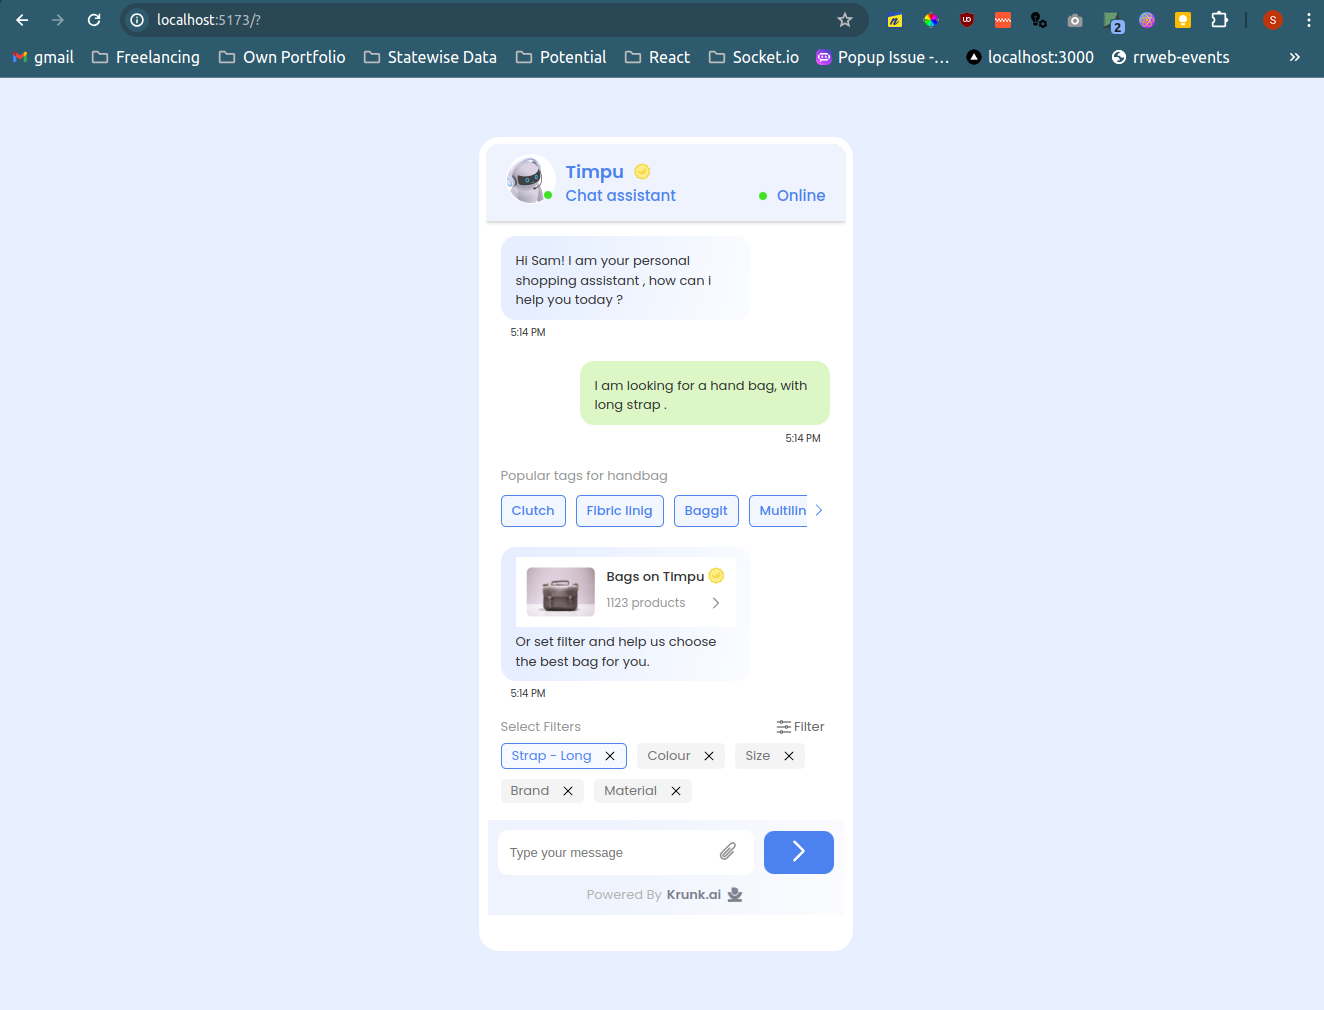 localhost:5173/?
n
UD
2
S
gmail
Freelancing
Own Portfolio
Statewise Data
Potential
React
Socket.io
Popup Issue -...
localhost:3000
rrweb-events
»
Timpu
Chat assistant
Online
Hi Sam! I am your personal
shopping assistant , how can i
help you today ?
5:14 PM
I am looking for a hand bag, with
long strap .
5:14 PM
Popular tags for handbag
Clutch
Fibric linig
Baggit
Multilin
Bags on Timpu
1123 products
Or set filter and help us choose
the best bag for you.
5:14 PM
Select Filters
Filter
Strap - Long
Colour
Size
Brand
Material
Type your message
Powered By Krunk.ai